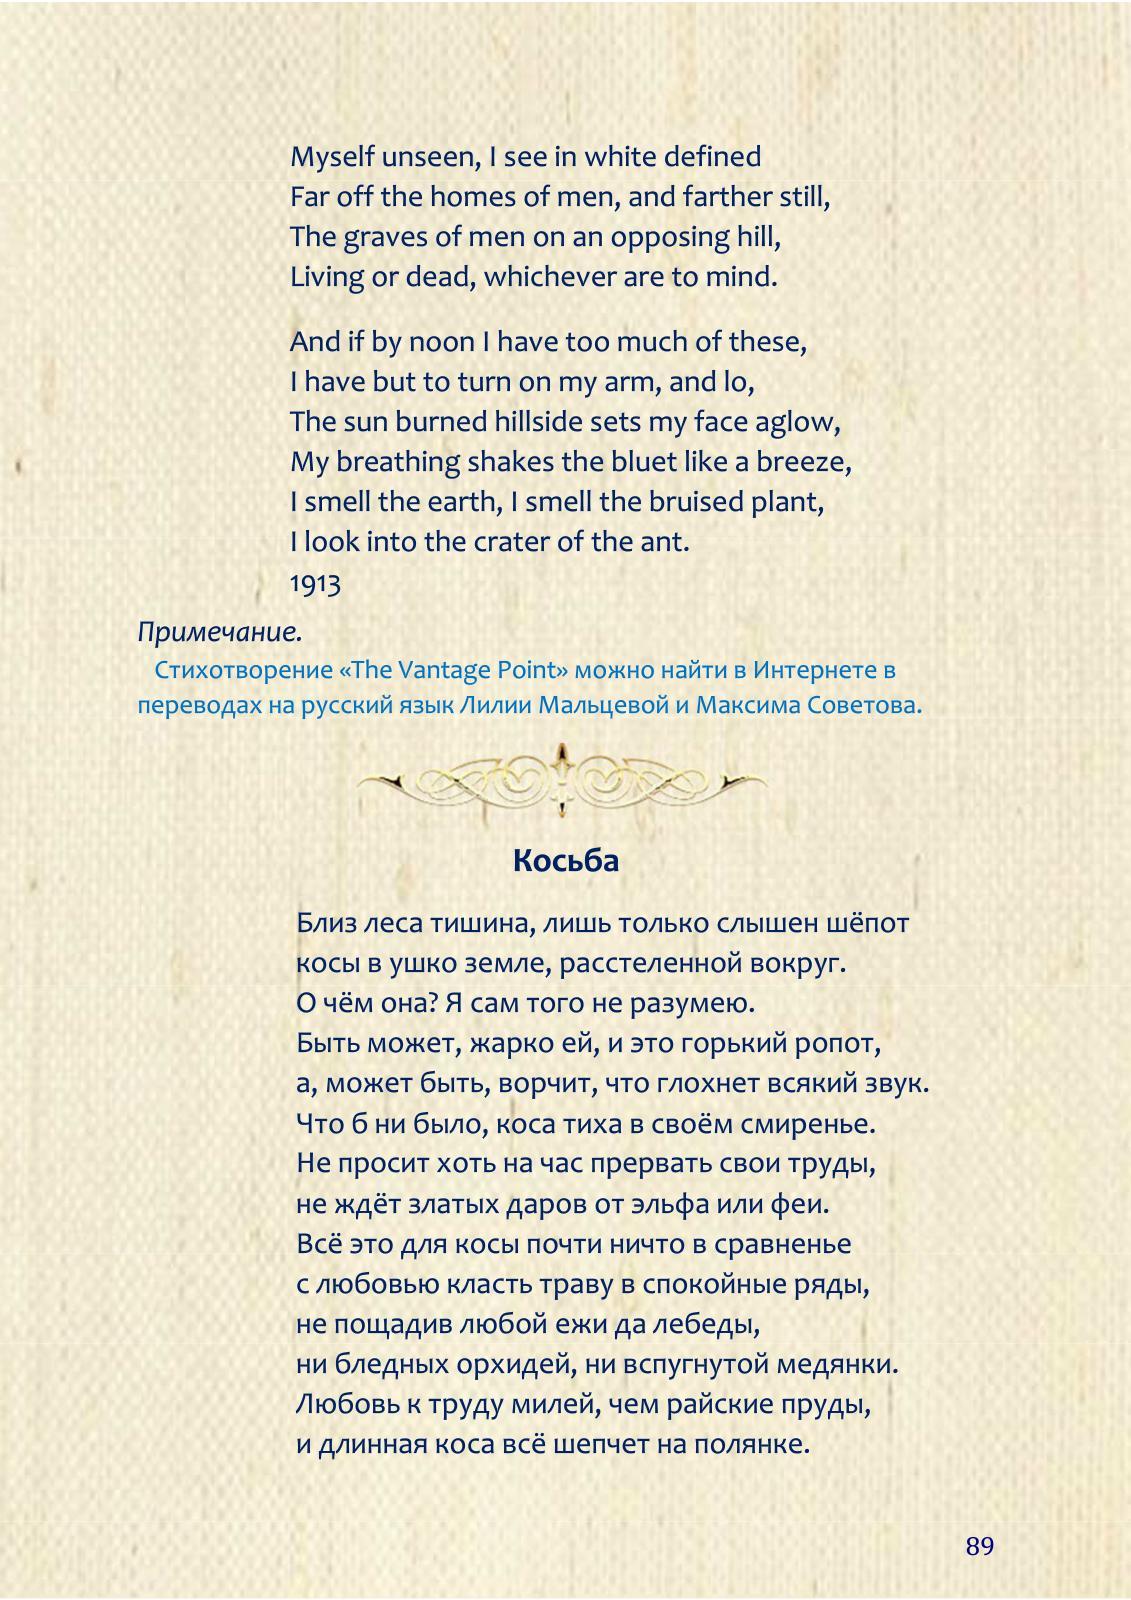 Myself unseen, I see in white defined
Far off the homes of men, and farther still,
The graves of men on an opposing hill,
Living or dead, whichever are to mind.
And if by noon I have too much of these,
I have but to turn on my arm, and lo,
The sun burned hillside sets my face aglow,
My breathing shakes the bluet like a breeze,
I smell the earth, I smell the bruised plant,
I look into the crater of the ant.
1913
Примечание.
Стихотворение «The Vantage Point» можно найти в Интернете в
переводах на русский язык Лилии Мальцевой и Максима Советова.
Косьба
Близ леса тишина, лишь только слышен шёпот
косы в ушко земле, расстеленной вокруг.
О чём она? Я сам того не разумею.
Быть может, жарко ей, и это горький ропот,
а, может быть, ворчит, что глохнет всякий звук.
Что б ни было, коса тиха в своём смиренье.
Не просит хоть на час прервать свои труды,
не ждёт златых даров от эльфа или феи.
Всё это для косы почти ничто в сравненье
с любовью класть траву в спокойные ряды,
не пощадив любой ежи да лебеды,
ни бледных орхидей, ни вспугнутой медянки.
Любовь к труду милей, чем райские пруды,
и длинная коса всё шепчет на полянке.
89